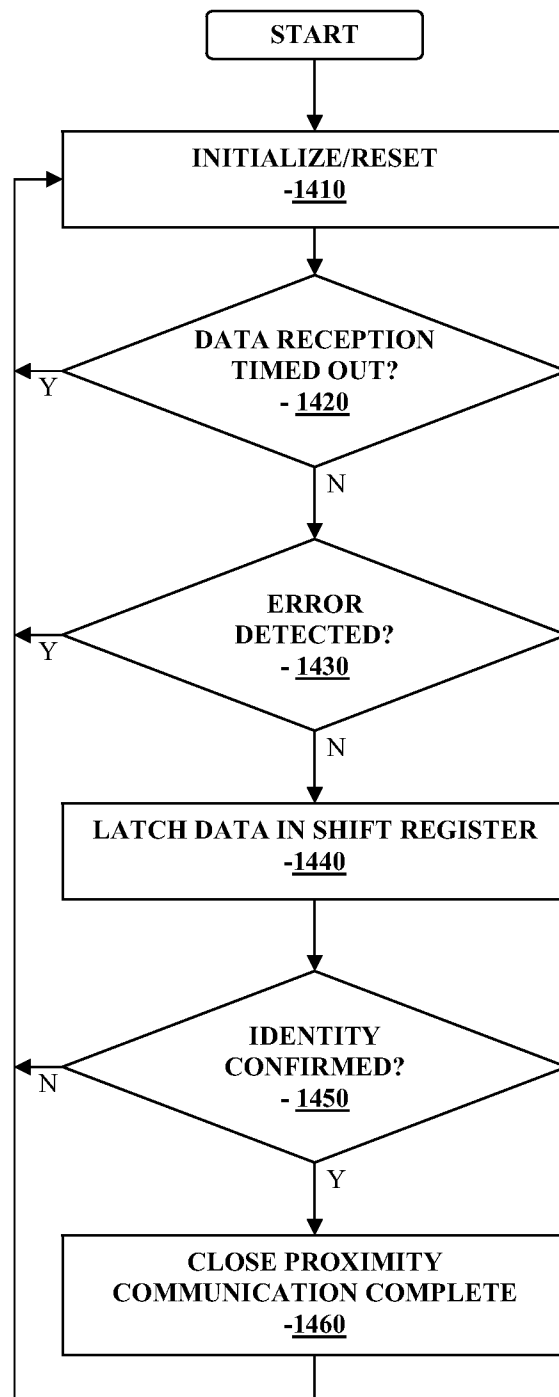 START
INITIALIZE/RESET
-1410
DATA RECEPTION
TIMED OUT?
- 1420
Y
N
ERROR
DETECTED?
- 1430
Y
N
LATCH DATA IN SHIFT REGISTER
-1440
IDENTITY
CONFIRMED?
- 1450
N
Y
CLOSE PROXIMITY
COMMUNICATION COMPLETE
-1460